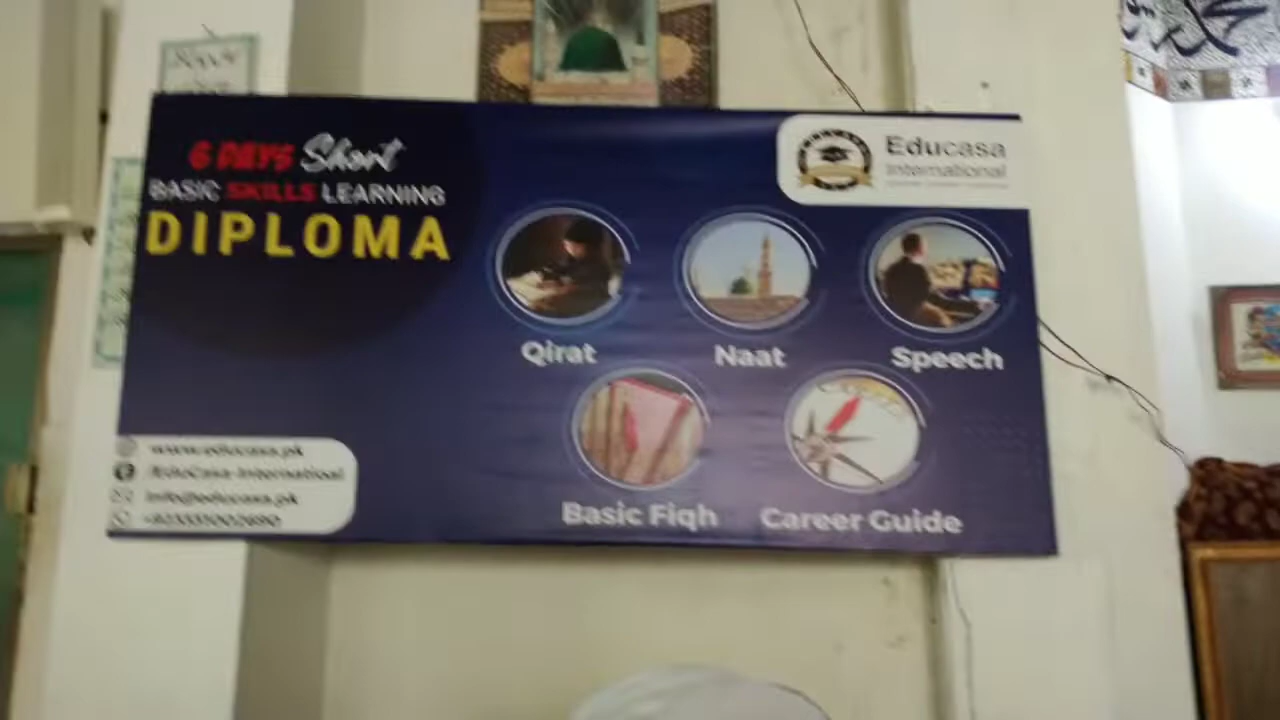 6 DAYS Short
BASIC SKILLS LEARNING
DIPLOMA
Educasa
International
Qirat
Naat
Speech
Basic Fiqh
Career Guide
www.educasa.pk
/EduCasa-International
info@educasa.pk
محمد